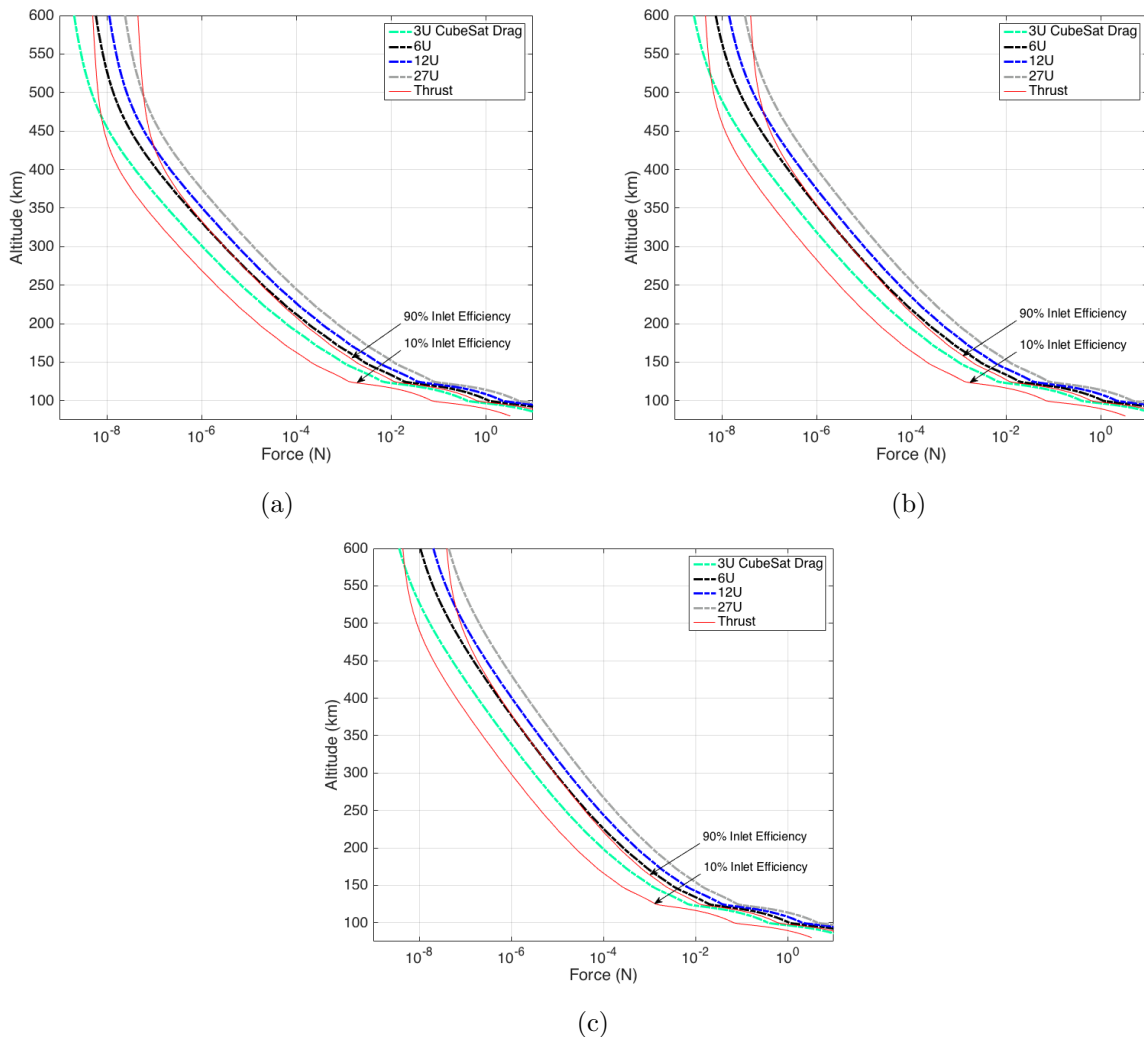 600
550
500
450
400
350
300
250
200
150
100
Altitude (km)
3U CubeSat Drag
6U
12U
27U
Thrust
90% Inlet Efficiency
10% Inlet Efficiency
10^-8 10^-6 10^-4 10^-2 10^0
Force (N)
(a)
600
550
500
450
400
350
300
250
200
150
100
Altitude (km)
3U CubeSat Drag
6U
12U
27U
Thrust
90% Inlet Efficiency
10% Inlet Efficiency
10^-8 10^-6 10^-4 10^-2 10^0
Force (N)
(b)
600
550
500
450
400
350
300
250
200
150
100
Altitude (km)
3U CubeSat Drag
6U
12U
27U
Thrust
90% Inlet Efficiency
10% Inlet Efficiency
10^-8 10^-6 10^-4 10^-2 10^0
Force (N)
(c)